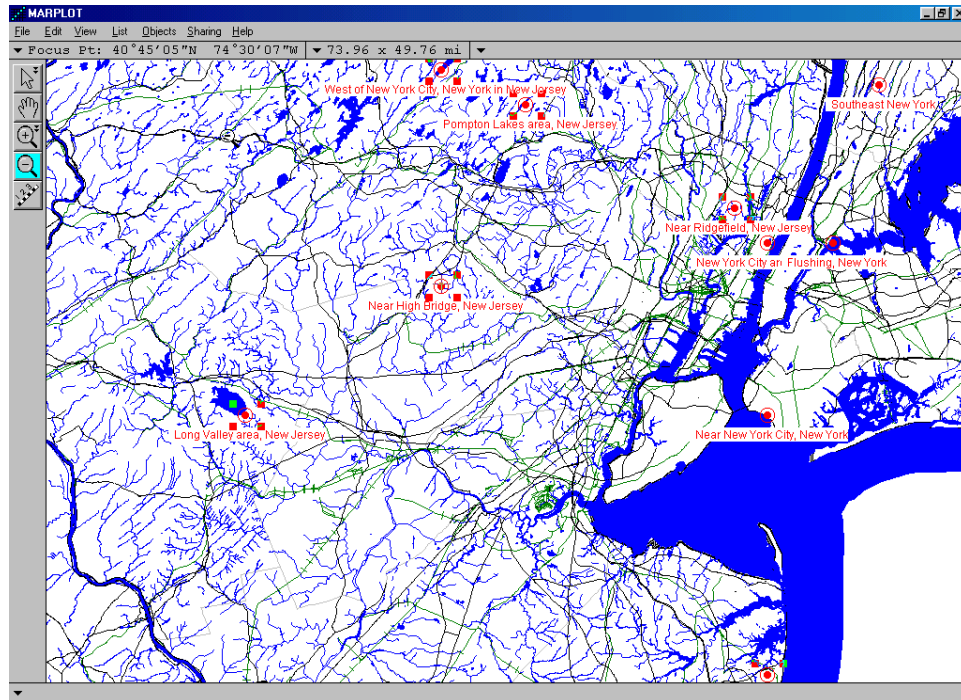 MARPLOT
File Edit View List Objects Sharing Help
Focus Pt: 40°45'05"N 74°30'07"W 73.96 x 49.76 mi
West of New York City, New York in New Jersey
Southeast New York
Pompton Lakes area, New Jersey
Near Ridgefield, New Jersey
New York City ar Flushing, New York
Near High Bridge, New Jersey
Long Valley area, New Jersey
Near New York City, New York